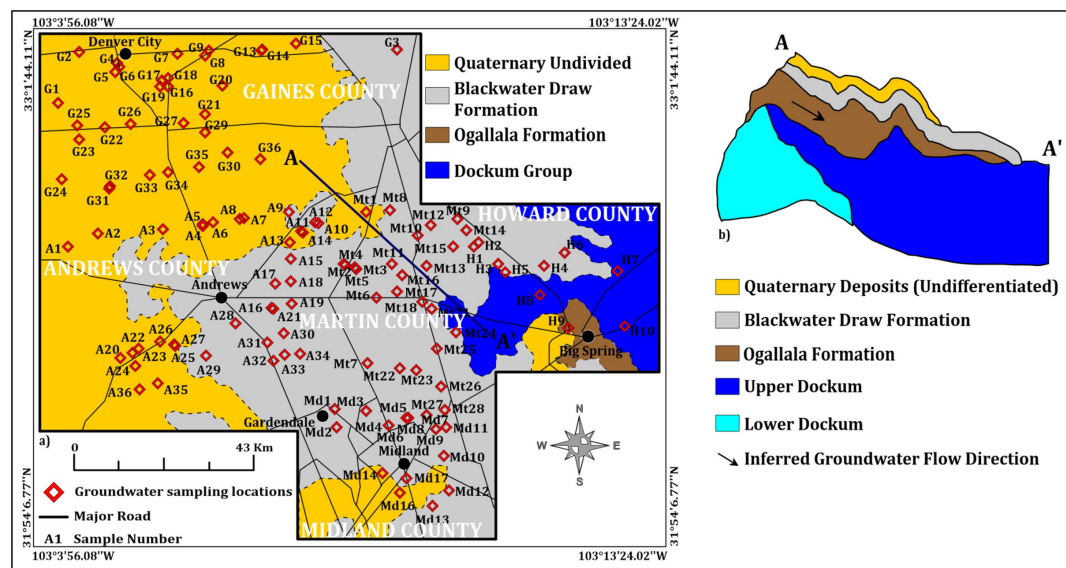 103°3'56.08''W
103°13'24.02''W
33°1'44.11''N
33°1'44.11''N
31°54'6.77''N
31°54'6.77''N
103°3'56.08''W
103°13'24.02''W
Denver City
G2
G4
G5
G6
G7
G9
G8
G13
G14
G15
G3
G17
G18
G19
G16
G20
G1
GAINES COUNTY
G25
G22
G26
G27
G21
G29
G23
G24
G32
G31
G33
G34
G35
G30
G36
A
Quaternary Undivided
Blackwater Draw
Formation
Ogallala Formation
Dockum Group
A5
A8
A7
A4
A6
A3
A2
A1
A9
A12
A11
A10
A13
A14
Mt1
Mt8
Mt12
Mt9
Mt10
Mt14
Mt15
HOWARD COUNTY
H1
H2
H3
H5
H4
H6
H7
H8
H9
H10
Big Spring
ANDREWS COUNTY
Andrews
A15
A17
A18
A16
A19
A21
A28
A30
A31
A32
A33
A34
Mt4
Mt2
Mt3
Mt5
Mt11
Mt13
Mt16
Mt6
Mt17
Mt18
MARTIN COUNTY
Mt24
A'
Mt25
Mt7
Mt22
Mt23
Mt26
Mt27
Mt28
A22
A26
A27
A20
A23
A25
A24
A29
A35
A36
Gardendale
Md1
Md3
Md2
Md5
Md4
Md6
Md8
Md7
Md9
Md11
Md10
Midland
Md14
Md17
Md16
Md12
Md13
MIDLAND COUNTY
N
W
E
S
a)
0
43 Km
Groundwater sampling locations
Major Road
A1
Sample Number
A
A'
b)
Quaternary Deposits (Undifferentiated)
Blackwater Draw Formation
Ogallala Formation
Upper Dockum
Lower Dockum
Inferred Groundwater Flow Direction